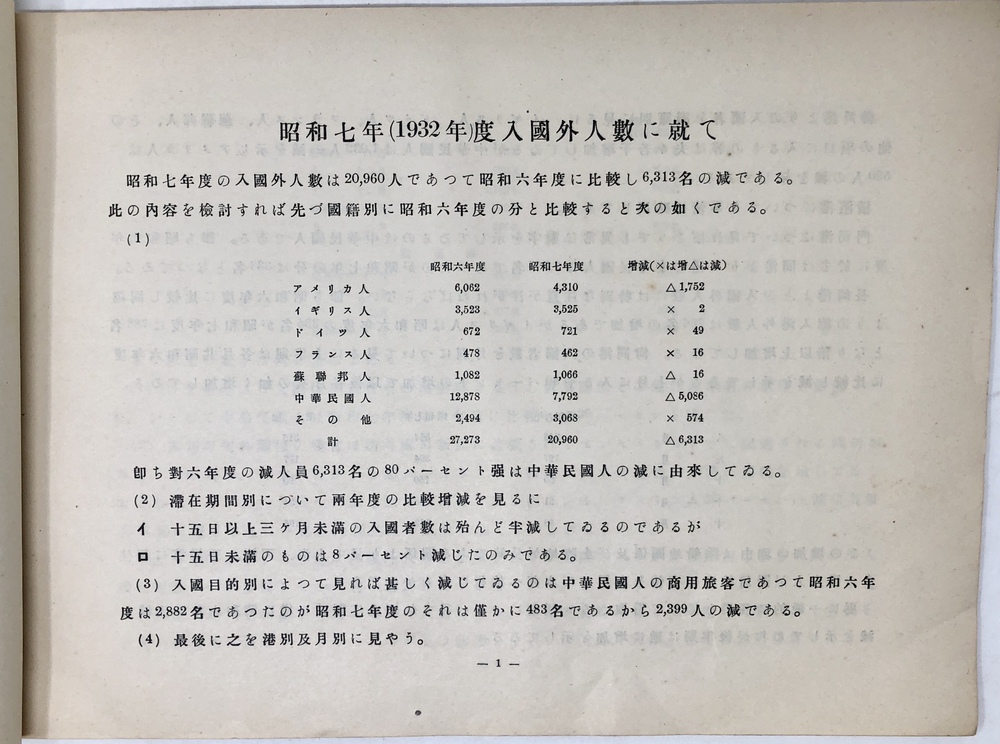 昭和七年(1932年)度入國外人數に就て
昭和七年度の入國外人數は20,960人であつて昭和六年度に比較し6,313名の減である。
此の內容を檢討すれば先づ國籍別に昭和六年度の分と比較すると次の如くである。
(1)
昭和六年度 昭和七年度 增減(×は增△は減)
アメリカ人 6,062 4,310 △1,752
イギリス人 3,523 3,525 × 2
ドイツ人 672 721 × 49
フランス人 478 462 × 16
蘇聯邦人 1,082 1,066 △ 16
中華民國人 12,878 7,792 △5,086
その他 2,494 3,068 × 574
計 27,273 20,960 △6,313
卽ち對六年度の減人員6,313名の80パーセント强は中華民國人の減に由來してゐる。
(2) 滯在期間別について兩年度の比較增減を見るに
イ 十五日以上三ケ月未滿の入國者數は殆んど半減してゐるのであるが
ロ 十五日未滿のものは8パーセント減じたのみである。
(3) 入國目的別によつて見れば甚しく減じてゐるのは中華民國人の商用旅客であつて昭和六年
度は2,882名であつたのが昭和七年度のそれは僅かに483名であるから2,399人の減である。
(4) 最後に之を港別及月別に見やう。
— 1 —